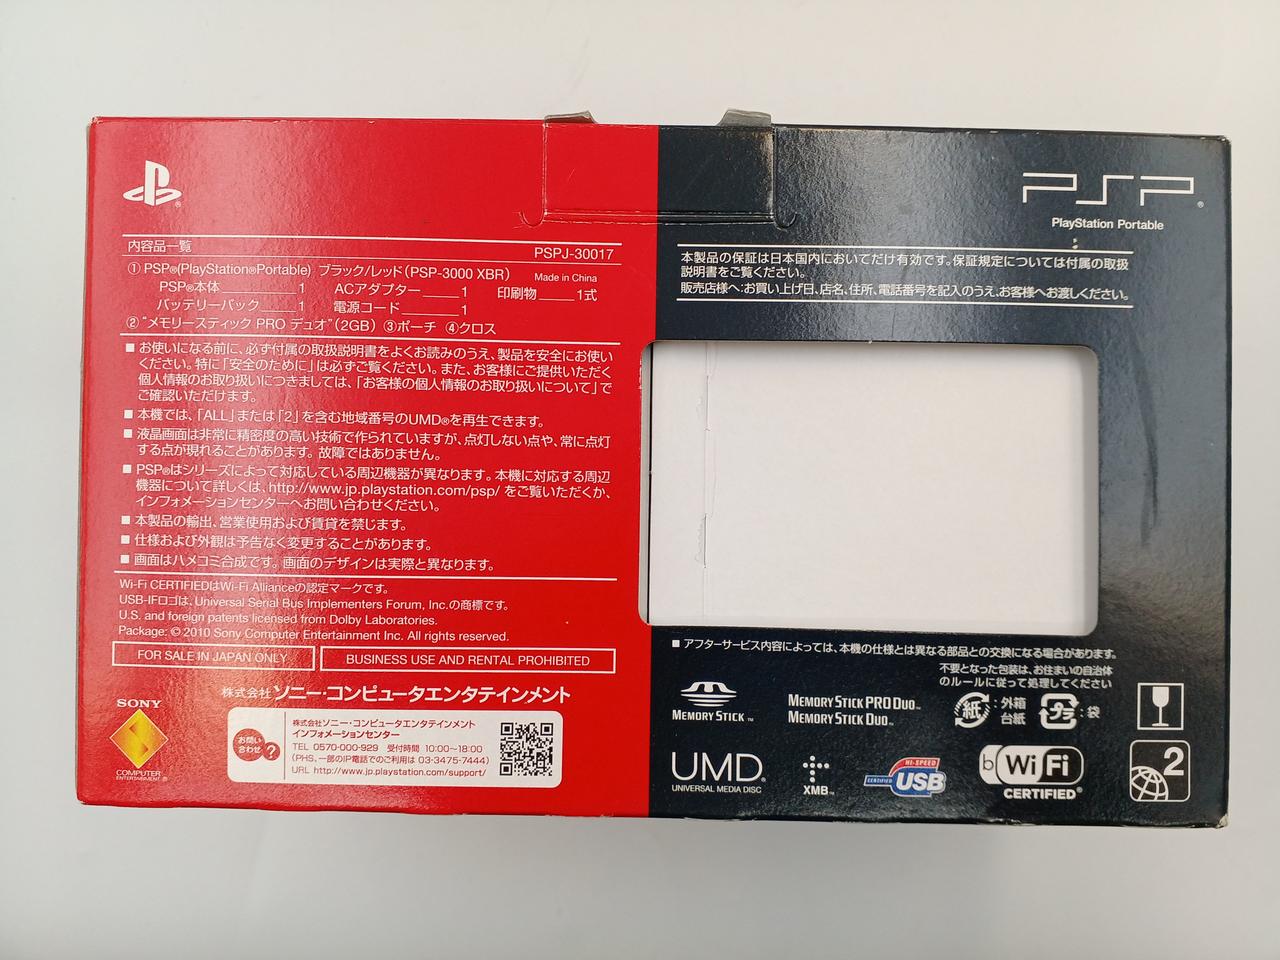 内容品一覧 PSPJ-30017
① PSP®(PlayStation®Portable) ブラック/レッド(PSP-3000 XBR) Made in China
PSP®本体 1 ACアダプター 1 印刷物 1式
バッテリーパック 1 電源コード 1
② "メモリースティック PRO デュオ"(2GB) ③ポーチ ④クロス
■ お使いになる前に、必ず付属の取扱説明書をよくお読みのうえ、製品を安全にお使い
ください。特に「安全のために」は必ずご覧ください。また、お客様にご提供いただく
個人情報のお取り扱いにつきましては、「お客様の個人情報のお取り扱いについて」で
ご確認いただけます。
■ 本機では、「ALL」または「2」を含む地域番号のUMD®を再生できます。
■ 液晶画面は非常に精密度の高い技術で作られていますが、点灯しない点や、常に点灯
する点が現れることがあります。故障ではありません。
■ PSP®はシリーズによって対応している周辺機器が異なります。本機に対応する周辺
機器について詳しくは、http://www.jp.playstation.com/psp/ をご覧いただくか、
インフォメーションセンターへお問い合わせください。
■ 本製品の輸出、営業使用および賃貸を禁じます。
■ 仕様および外観は予告なく変更することがあります。
■ 画面はハメコミ合成です。画面のデザインは実際と異なります。
Wi-Fi CERTIFIEDはWi-Fi Allianceの認定マークです。
USB-IFロゴは、Universal Serial Bus Implementers Forum, Inc.の商標です。
U.S. and foreign patents licensed from Dolby Laboratories.
Package: © 2010 Sony Computer Entertainment Inc. All rights reserved.
FOR SALE IN JAPAN ONLY
BUSINESS USE AND RENTAL PROHIBITED
株式会社 ソニー・コンピュータエンタテインメント
SONY
COMPUTER
ENTERTAINMENT®
お問い
合わせ ?
株式会社ソニー・コンピュータエンタテインメント
インフォメーションセンター
TEL 0570-000-929 受付時間 10:00～18:00
(PHS、一部のIP電話でのご利用は 03-3475-7444)
URL http://www.jp.playstation.com/support/
PSP®
PlayStation Portable
本製品の保証は日本国内においてだけ有効です。保証規定については付属の取扱
説明書をご覧ください。
販売店様へ:お買い上げ日、店名、住所、電話番号を記入のうえ、お客様へお渡しください。
■ アフターサービス内容によっては、本機の仕様とは異なる部品との交換になる場合があります。
不要となった包装は、お住まいの自治体
のルールに従って処理してください
MEMORY STICK™
MEMORY STICK PRO DUO™
MEMORY STICK DUO™
紙 : 外箱
台紙
プラ : 袋
UMD®
UNIVERSAL MEDIA DISC
XMB™
HI-SPEED
CERTIFIED
USB
b Wi Fi
CERTIFIED®
2